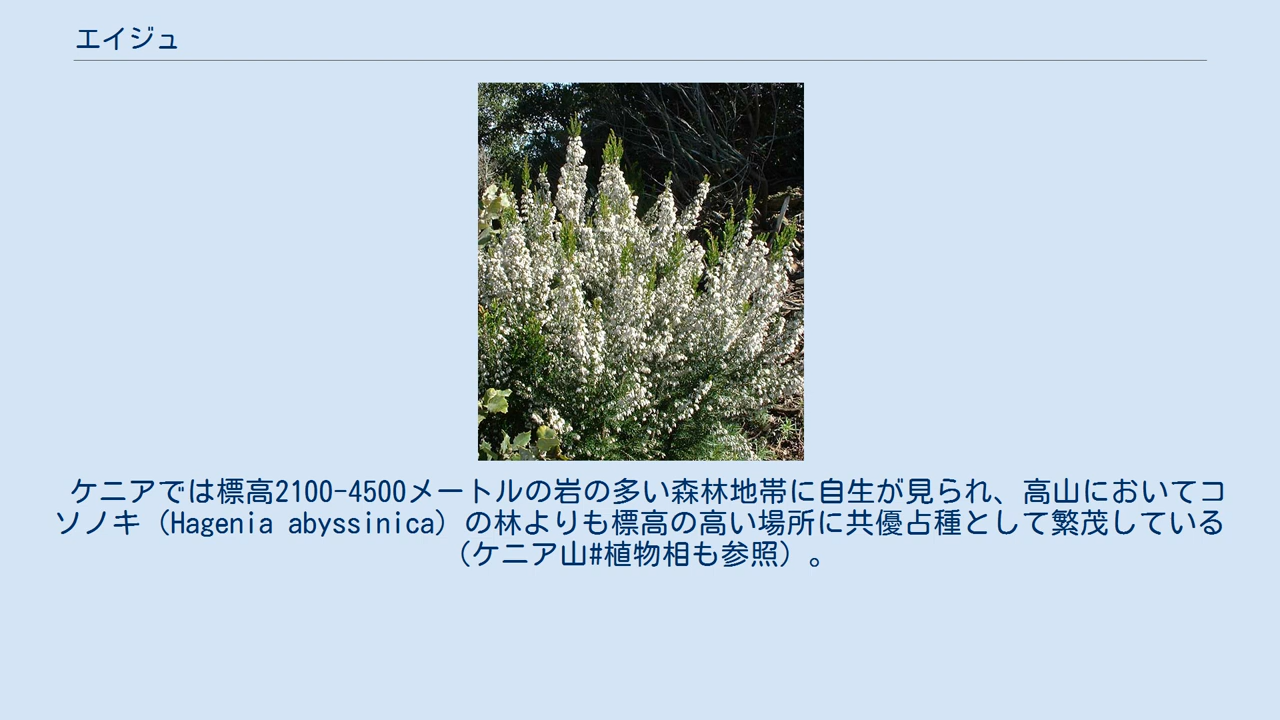 エイジュ
ケニアでは標高2100-4500メートルの岩の多い森林地帯に自生が見られ、高山においてコ
ソノキ（Hagenia abyssinica）の林よりも標高の高い場所に共優占種として繁茂している
（ケニア山#植物相も参照）。